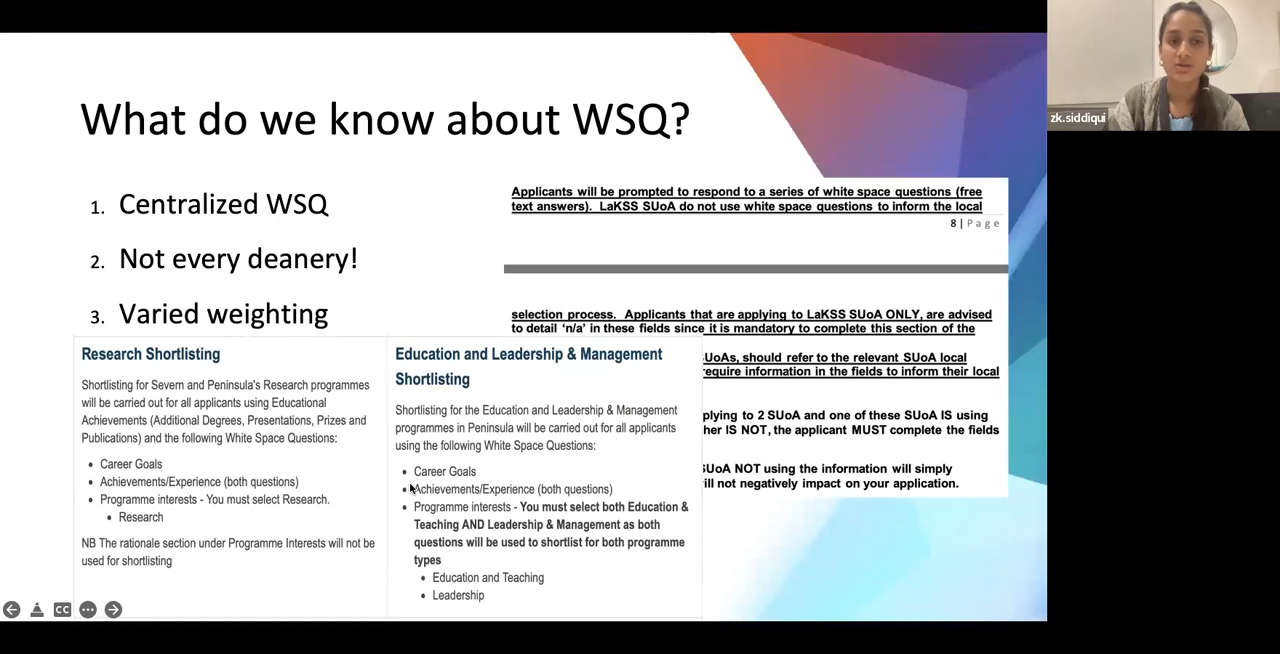 What do we know about WSQ?
1. Centralized WSQ
2. Not every deanery!
3. Varied weighting
Applicants will be prompted to respond to a series of white space questions (free
text answers). LaKSS SUoA do not use white space questions to inform the local
8 | Page
selection process. Applicants that are applying to LaKSS SUoA ONLY, are advised
to detail ‘n/a’ in these fields since it is mandatory to complete this section of the
UoAs, should refer to the relevant SUoA local
require information in the fields to inform their local
plying to 2 SUoA and one of these SUoA IS using
her IS NOT, the applicant MUST complete the fields
SUoA NOT using the information will simply
ill not negatively impact on your application.
Research Shortlisting
Shortlisting for Severn and Peninsula's Research programmes
will be carried out for all applicants using Educational
Achievements (Additional Degrees, Presentations, Prizes and
Publications) and the following White Space Questions:
• Career Goals
• Achievements/Experience (both questions)
• Programme interests - You must select Research.
• Research
NB The rationale section under Programme Interests will not be
used for shortlisting
Education and Leadership & Management
Shortlisting
Shortlisting for the Education and Leadership & Management
programmes in Peninsula will be carried out for all applicants
using the following White Space Questions:
• Career Goals
• Achievements/Experience (both questions)
• Programme interests - You must select both Education &
Teaching AND Leadership & Management as both
questions will be used to shortlist for both programme
types
• Education and Teaching
• Leadership
CC
zk.siddiqui